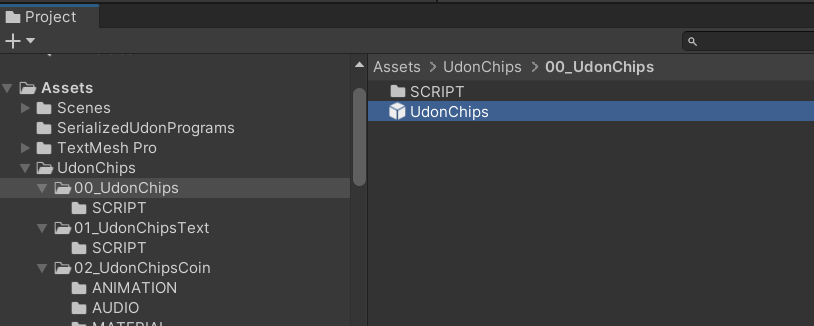 Project
Assets > UdonChips > 00_UdonChips
Assets
Scenes
SerializedUdonPrograms
TextMesh Pro
UdonChips
00_UdonChips
SCRIPT
01_UdonChipsText
SCRIPT
02_UdonChipsCoin
ANIMATION
AUDIO
MATERIAL
SCRIPT
UdonChips